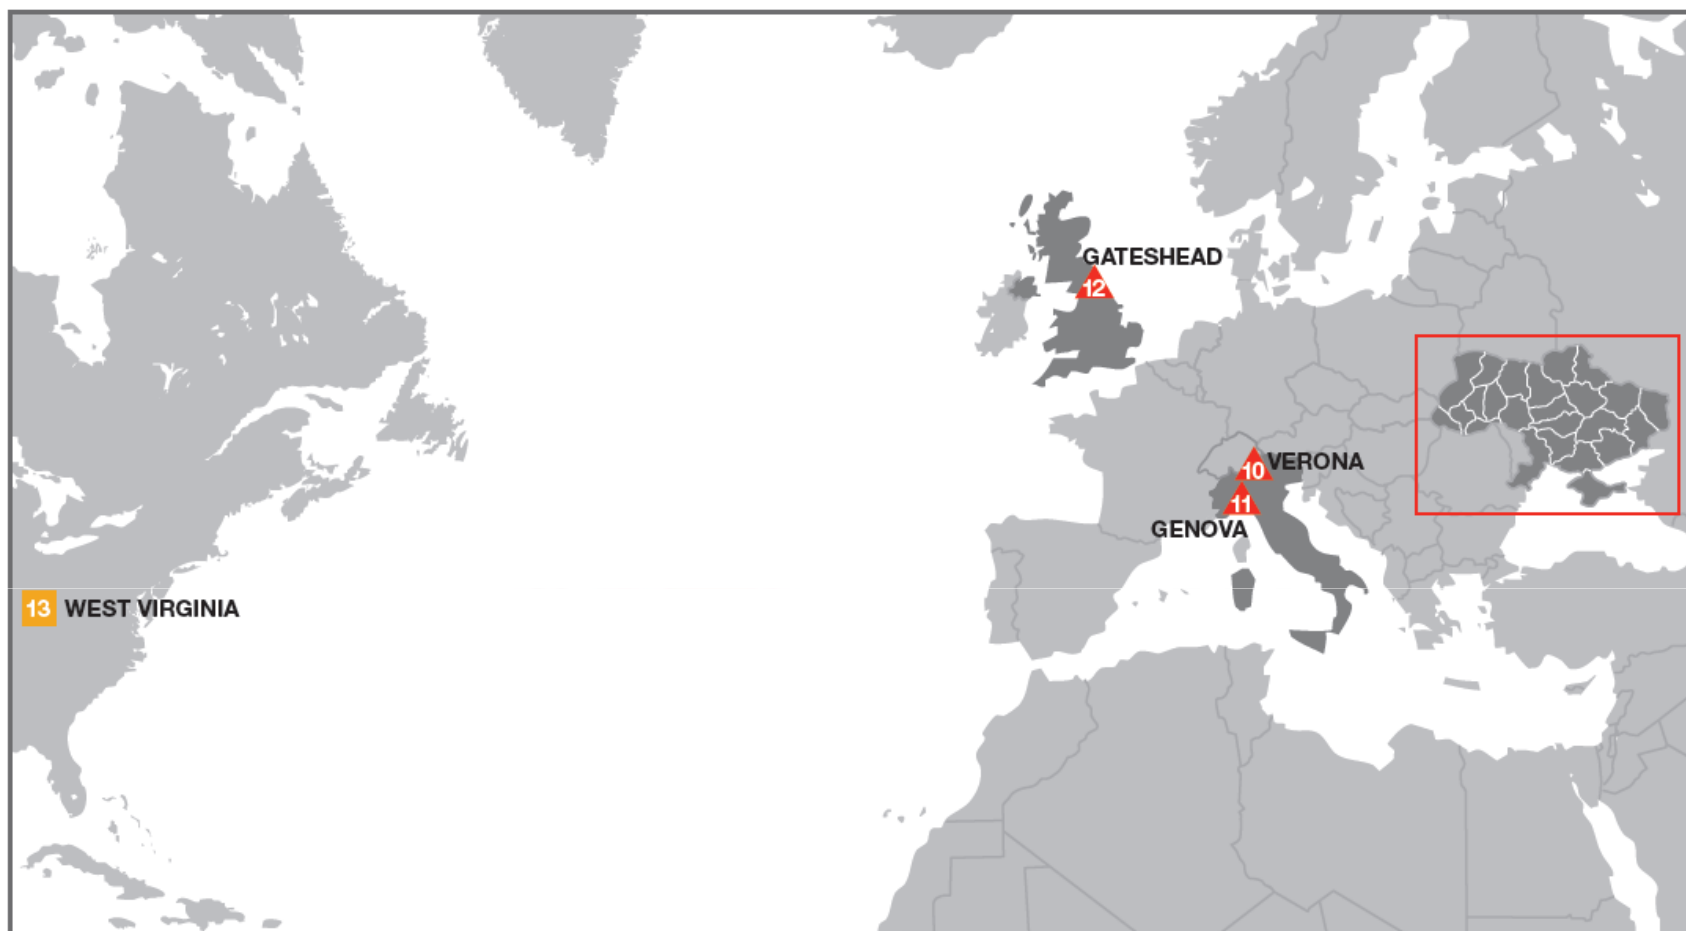 GATESHEAD
12
10 VERONA
11
GENOVA
13 WEST VIRGINIA